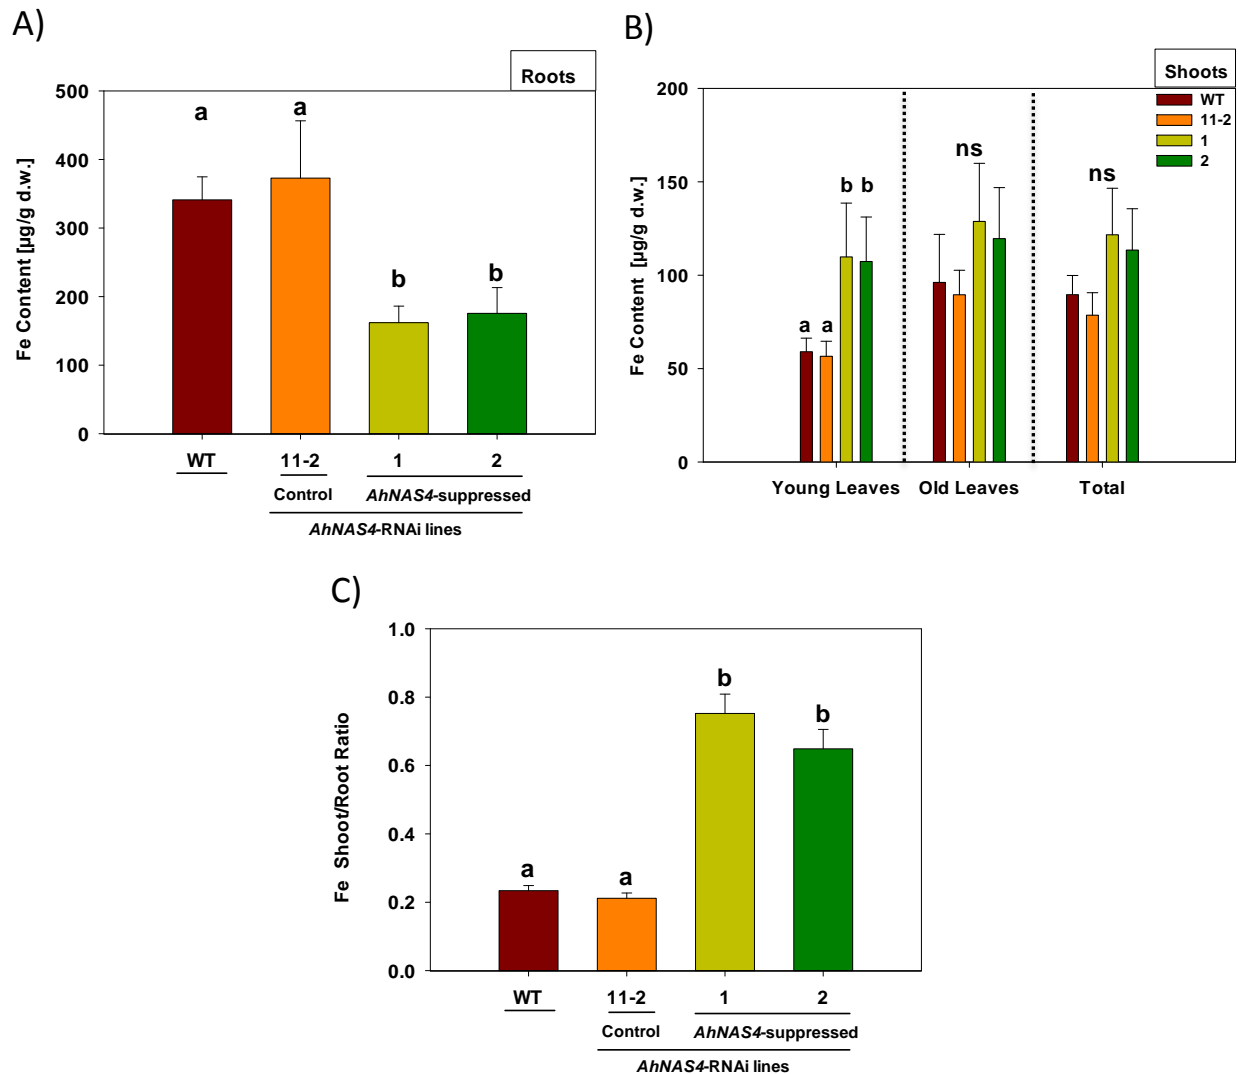 A)
Roots
Fe Content [µg/g d.w.]
500
400
300
200
100
0
a
a
b
b
WT
11-2
1
2
Control
AhNAS4-suppressed
AhNAS4-RNAi lines
B)
Shoots
WT
11-2
1
2
Fe Content [µg/g d.w.]
200
150
100
50
0
a
a
b
b
ns
ns
Young Leaves
Old Leaves
Total
C)
Fe Shoot/Root Ratio
1.0
0.8
0.6
0.4
0.2
0.0
a
a
b
b
WT
11-2
1
2
Control
AhNAS4-suppressed
AhNAS4-RNAi lines